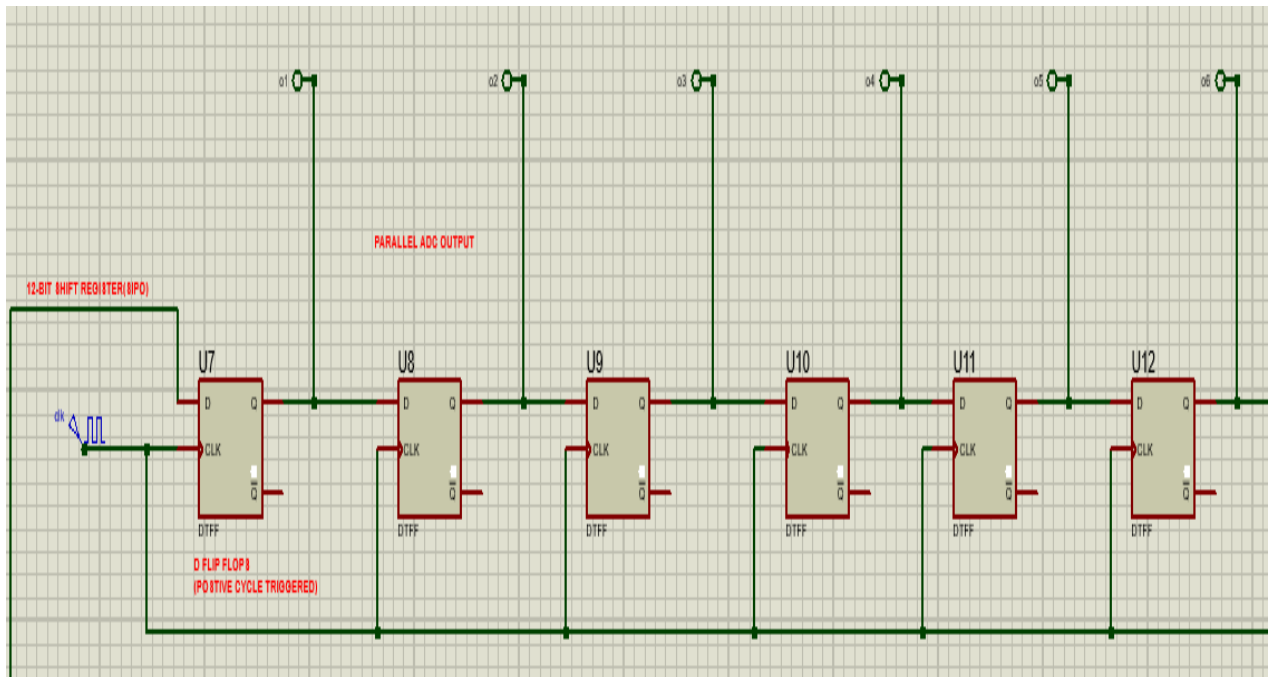 o1 o2 o3 o4 o5 o6
PARALLEL ADC OUTPUT
12-BIT SHIFT REGISTER(SIPO)
U7 U8 U9 U10 U11 U12
D Q D Q D Q D Q D Q D Q
clk
CLK CLK CLK CLK CLK CLK
Q Q Q Q Q Q
DTFF DTFF DTFF DTFF DTFF DTFF
D FLIP FLOPS
(POSTIVE CYCLE TRIGGERED)